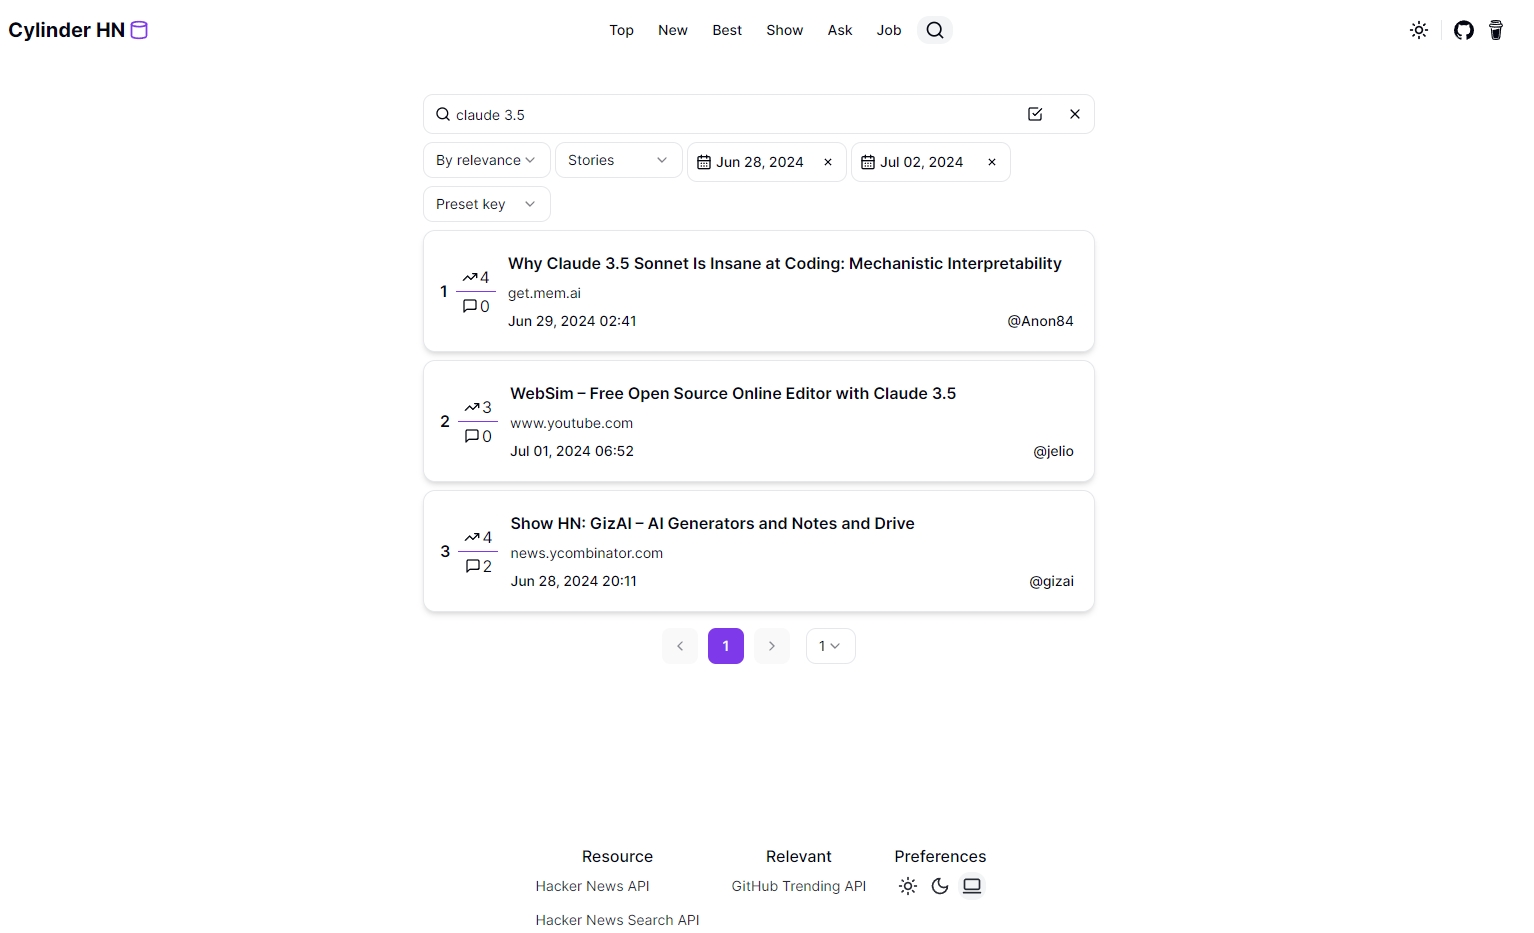 Cylinder HN
Top New Best Show Ask Job
claude 3.5
By relevance Stories Jun 28, 2024 Jul 02, 2024
Preset key
1
4
0
Why Claude 3.5 Sonnet Is Insane at Coding: Mechanistic Interpretability
get.mem.ai
Jun 29, 2024 02:41 @Anon84
2
3
0
WebSim – Free Open Source Online Editor with Claude 3.5
www.youtube.com
Jul 01, 2024 06:52 @jelio
3
4
2
Show HN: GizAI – AI Generators and Notes and Drive
news.ycombinator.com
Jun 28, 2024 20:11 @gizai
1 1
Resource Relevant Preferences
Hacker News API GitHub Trending API
Hacker News Search API